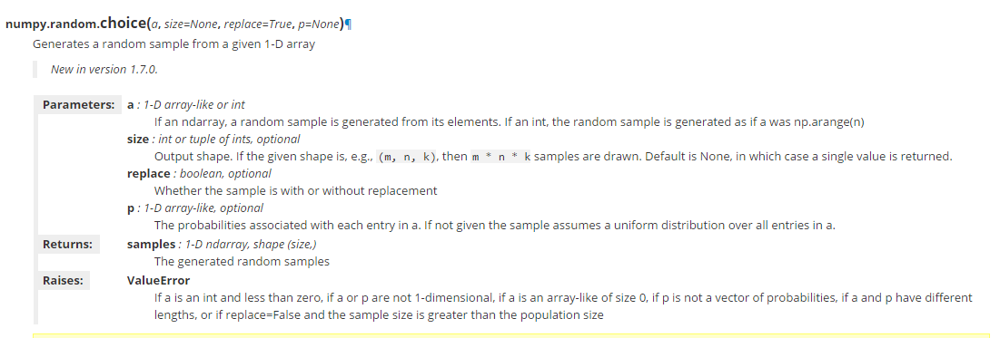 numpy.random.choice(a, size=None, replace=True, p=None)¶
Generates a random sample from a given 1-D array
New in version 1.7.0.
Parameters: a : 1-D array-like or int
If an ndarray, a random sample is generated from its elements. If an int, the random sample is generated as if a was np.arange(n)
size : int or tuple of ints, optional
Output shape. If the given shape is, e.g., (m, n, k), then m * n * k samples are drawn. Default is None, in which case a single value is returned.
replace : boolean, optional
Whether the sample is with or without replacement
p : 1-D array-like, optional
The probabilities associated with each entry in a. If not given the sample assumes a uniform distribution over all entries in a.
Returns: samples : 1-D ndarray, shape (size,)
The generated random samples
Raises: ValueError
If a is an int and less than zero, if a or p are not 1-dimensional, if a is an array-like of size 0, if p is not a vector of probabilities, if a and p have different
lengths, or if replace=False and the sample size is greater than the population size